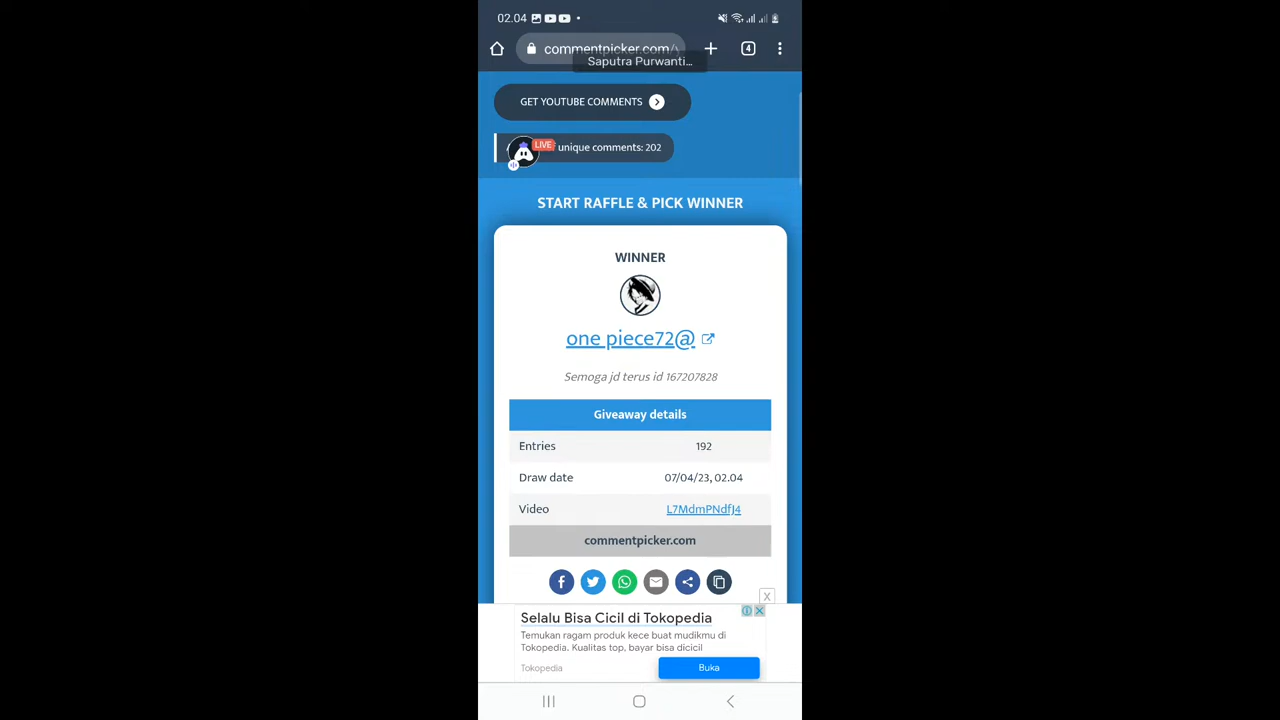 02.04
commentpicker.com/
Saputra Purwanti...
4
GET YOUTUBE COMMENTS
LIVE
unique comments: 202
START RAFFLE & PICK WINNER
WINNER
one piece72@
Semoga jd terus id 167207828
Giveaway details
Entries 192
Draw date 07/04/23, 02.04
Video L7MdmPNdfJ4
commentpicker.com
X
Selalu Bisa Cicil di Tokopedia
Temukan ragam produk kece buat mudikmu di
Tokopedia. Kualitas top, bayar bisa dicicil
Tokopedia Buka